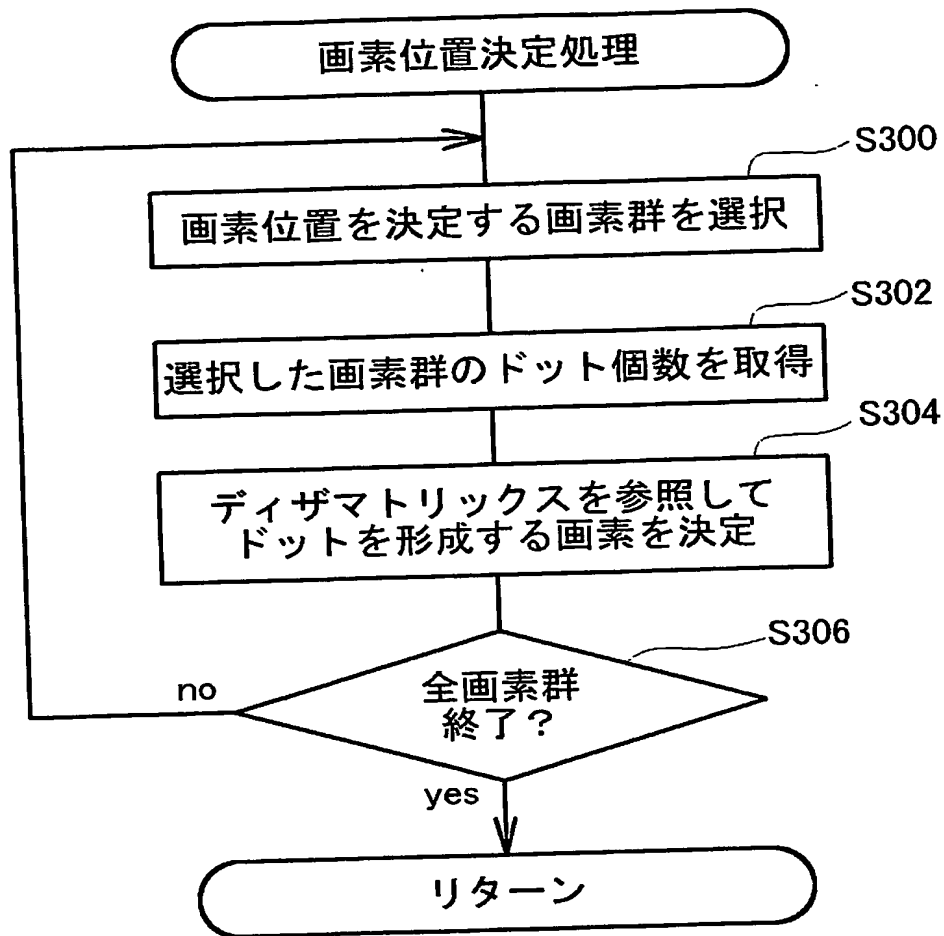 画素位置決定処理
S300
画素位置を決定する画素群を選択
S302
選択した画素群のドット個数を取得
S304
ディザマトリックスを参照して
ドットを形成する画素を決定
S306
全画素群
終了？
no
yes
リターン